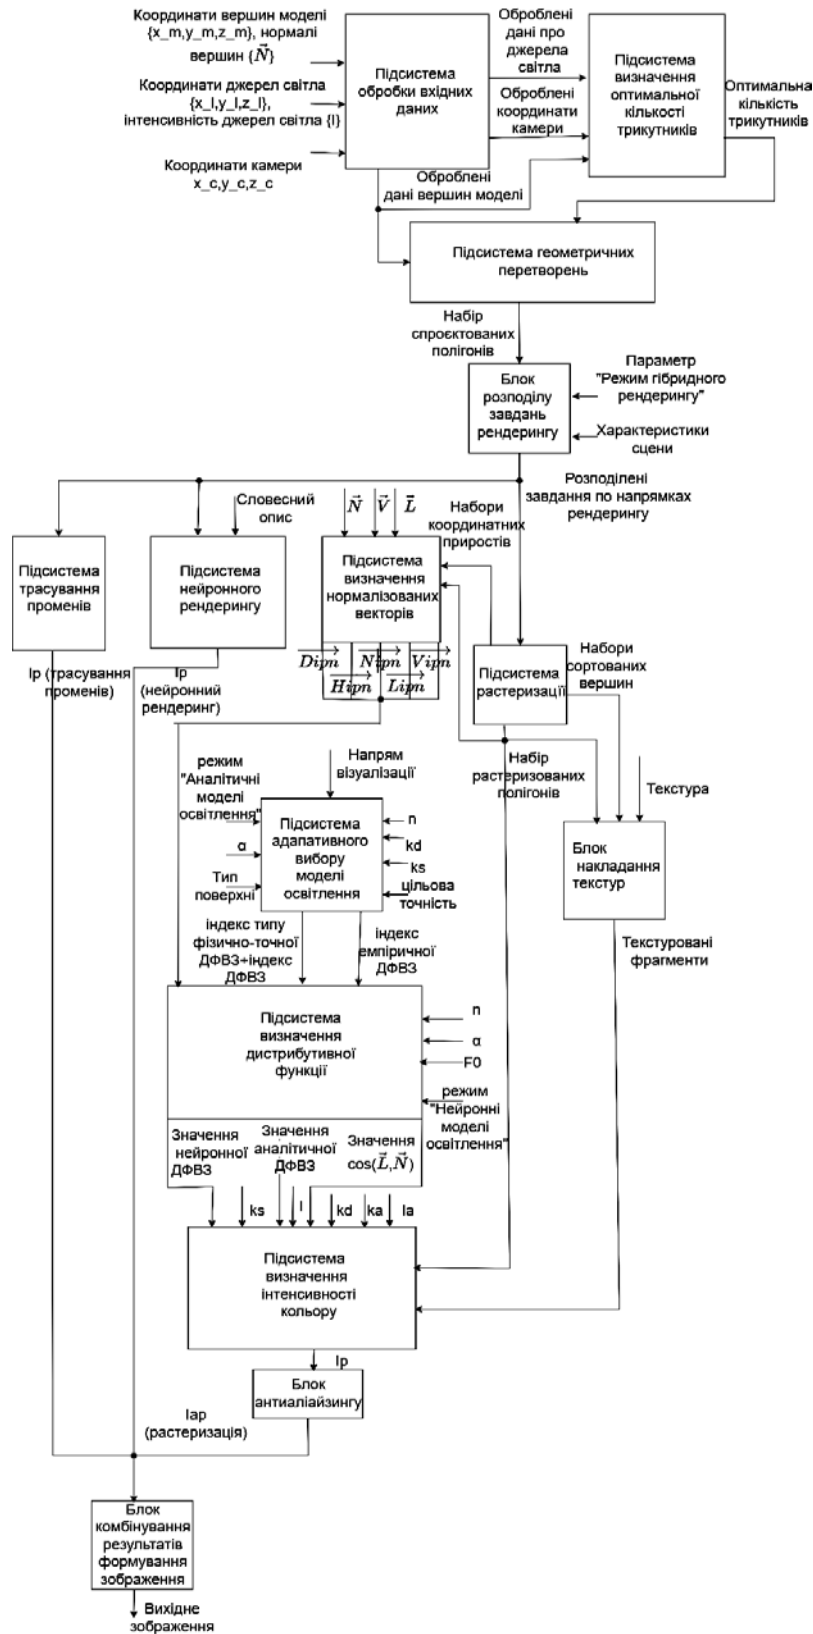 Координати вершин моделі
{x_m,y_m,z_m}, нормалі
вершин {N⃗}
Координати джерел світла
{x_l,y_l,z_l},
інтенсивність джерел світла {I}
Координати камери
x_c,y_c,z_c
Підсистема
обробки вхідних
даних
Оброблені
дані про
джерела
світла
Оброблені
координати
камери
Оброблені
дані вершин моделі
Підсистема
визначення
оптимальної
кількості
трикутників
Оптимальна
кількість
трикутників
Підсистема геометричних
перетворень
Набір
спроєктованих
полігонів
Блок
розподілу
завдань
рендерингу
Параметр
"Режим гібридного
рендерингу"
Характеристики
сцени
Розподілені
завдання по напрямках
рендерингу
Словесний
опис
N⃗ V⃗ L⃗
Набори
координатних
приростів
Підсистема
трасування
променів
Підсистема
нейронного
рендерингу
Підсистема
визначення
нормалізованих
векторів
Dipn Nipn Vipn
Hipn Lipn
Підсистема
растеризації
Набори
сортованих
вершин
Ip (трасування
променів)
Ip
(нейронний
рендеринг)
Набір
растеризованих
полігонів
Текстура
режим
"Аналітичні
моделі
освітлення"
Напрям
візуалізації
α
Тип
поверхні
Підсистема
адапативного
вибору
моделі
освітлення
n
kd
ks
цільова
точність
Блок
накладання
текстур
індекс типу
фізично-точної
ДФВЗ+індекс
ДФВЗ
індекс
емпіричної
ДФВЗ
Текстуровані
фрагменти
Підсистема
визначення
дистрибутивної
функції
n
α
F0
режим
"Нейронні
моделі
освітлення"
Значення
нейронної
ДФВЗ
Значення
аналітичної
ДФВЗ
Значення
cos(L⃗,N⃗)
ks I kd ka Ia
Підсистема
визначення
інтенсивності
кольору
Ip
Блок
антиаліайзингу
Iap
(растеризація)
Блок
комбінування
результатів
формування
зображення
Вихідне
зображення